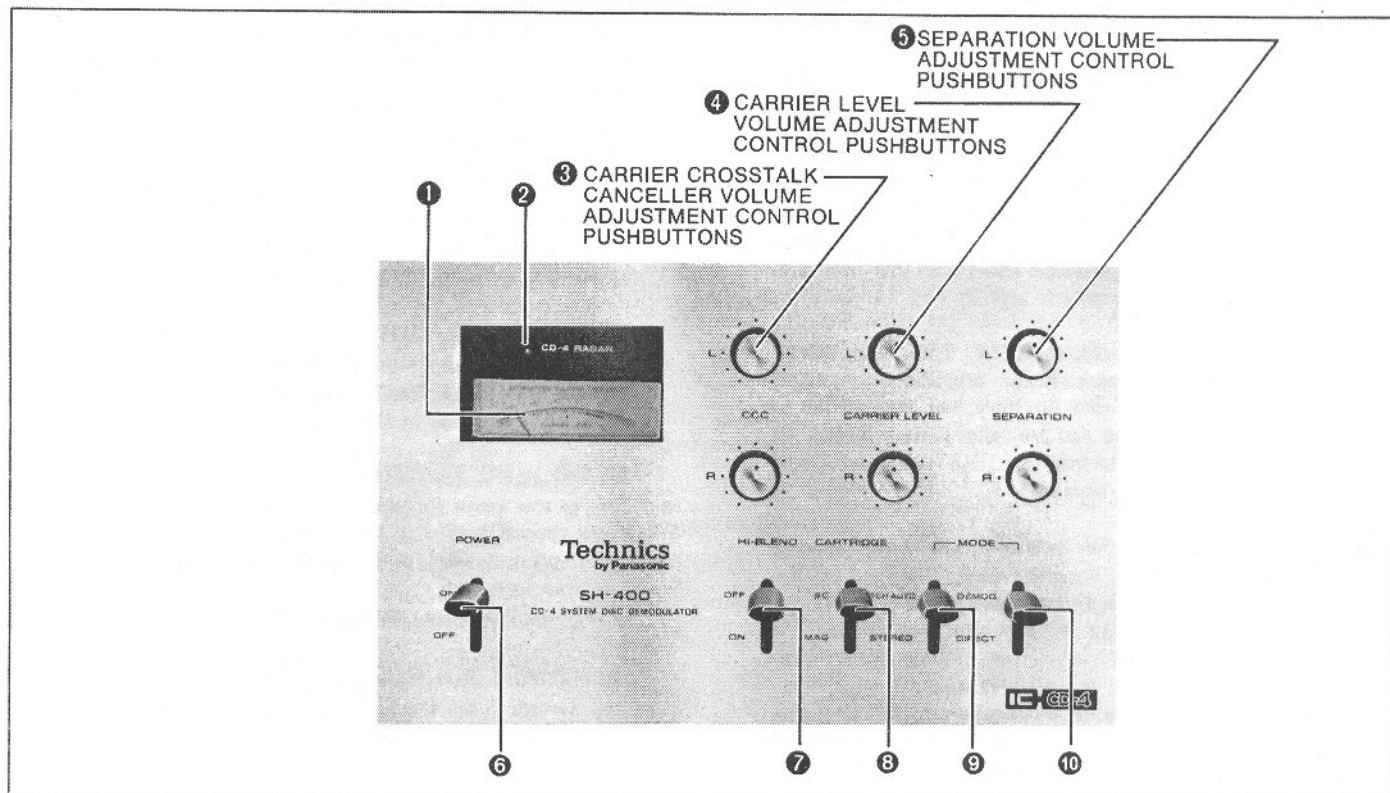 ❺ SEPARATION VOLUME
ADJUSTMENT CONTROL
PUSHBUTTONS
❹ CARRIER LEVEL
VOLUME ADJUSTMENT
CONTROL PUSHBUTTONS
❸ CARRIER CROSSTALK
CANCELLER VOLUME
ADJUSTMENT CONTROL
PUSHBUTTONS
❶ ❷
CD-4 RADAR
L L L
CCC CARRIER LEVEL SEPARATION
R R R
POWER
HI-BLEND CARTRIDGE MODE
Technics
by Panasonic
ON
OFF
SH-400
CD-4 SYSTEM DISC DEMODULATOR
OFF SC AUTO DEMOD
ON MAG STEREO DIRECT
IC CD-4
❻ ❼ ❽ ❾ ❿